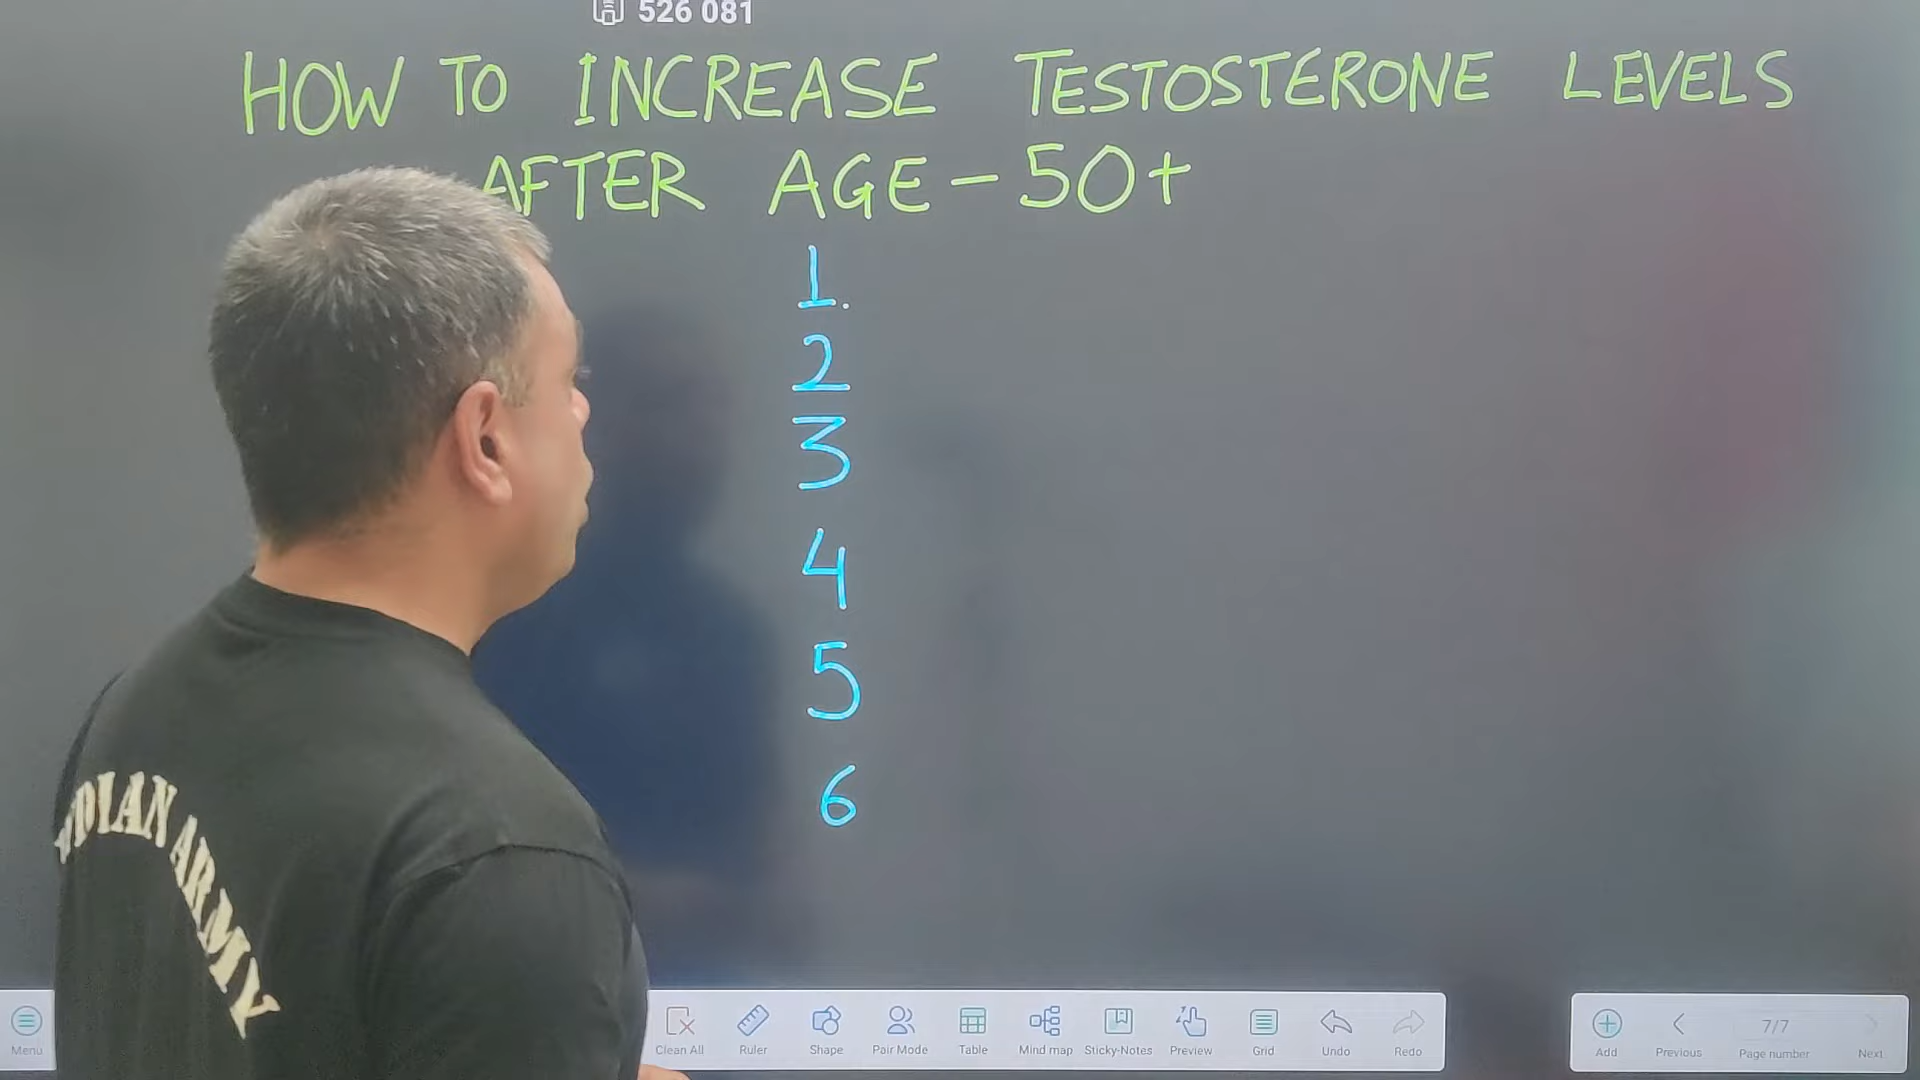 526 081
HOW TO INCREASE TESTOSTERONE LEVELS
AFTER AGE - 50+
1.
2
3
4
5
6
INDIAN ARMY
Menu
Clean All
Ruler
Shape
Pair Mode
Table
Mind map
Sticky-Notes
Preview
Grid
Undo
Redo
Add
Previous
7/7
Page number
Next